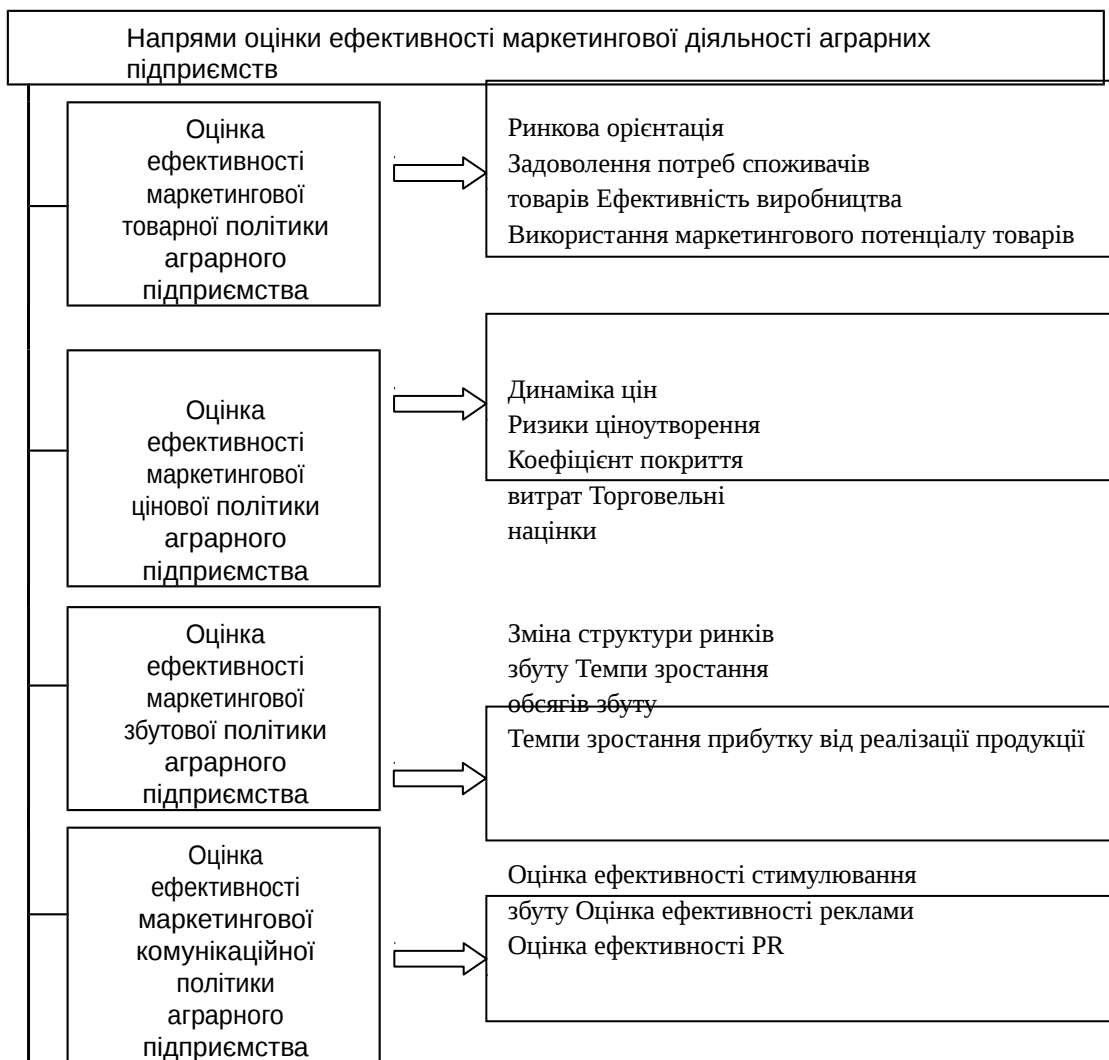 Напрями оцінки ефективності маркетингової діяльності аграрних
підприємств
Оцінка
ефективності
маркетингової
товарної політики
аграрного
підприємства
Ринкова орієнтація
Задоволення потреб споживачів
товарів Ефективність виробництва
Використання маркетингового потенціалу товарів
Оцінка
ефективності
маркетингової
цінової політики
аграрного
підприємства
Динаміка цін
Ризики ціноутворення
Коефіцієнт покриття
витрат Торговельні
націнки
Оцінка
ефективності
маркетингової
збутової політики
аграрного
підприємства
Зміна структури ринків
збуту Темпи зростання
обсягів збуту
Темпи зростання прибутку від реалізації продукції
Оцінка
ефективності
маркетингової
комунікаційної
політики
аграрного
підприємства
Оцінка ефективності стимулювання
збуту Оцінка ефективності реклами
Оцінка ефективності PR